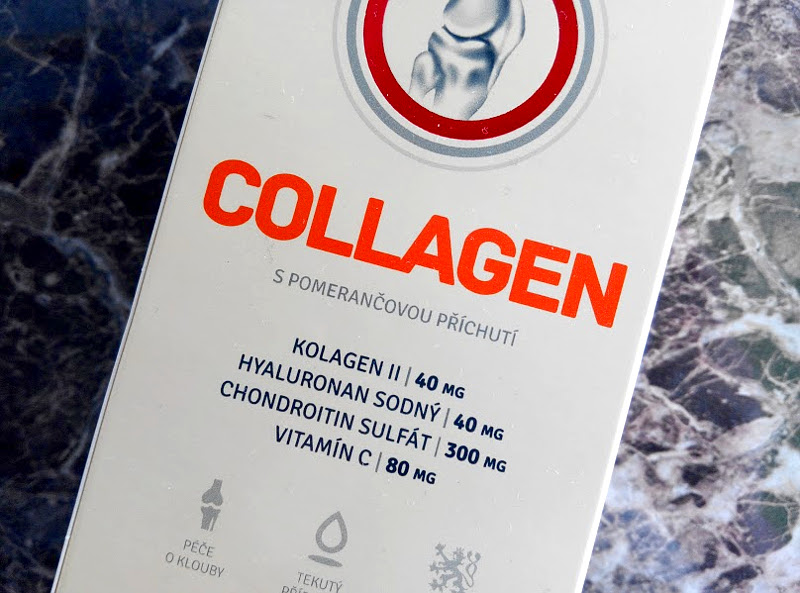 COLLAGEN
S POMERANČOVOU PŘÍCHUTÍ
KOLAGEN II | 40 MG
HYALURONAN SODNÝ | 40 MG
CHONDROITIN SULFÁT | 300 MG
VITAMÍN C | 80 MG
PÉČE
O KLOUBY
TEKUTÝ